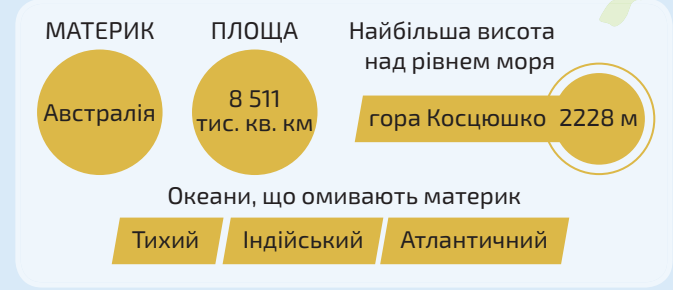 МАТЕРИК
Австралія
ПЛОЩА
8 511
тис. кв. км
Найбільша висота
над рівнем моря
гора Косцюшко 2228 м
Океани, що омивають материк
Тихий
Індійський
Атлантичний